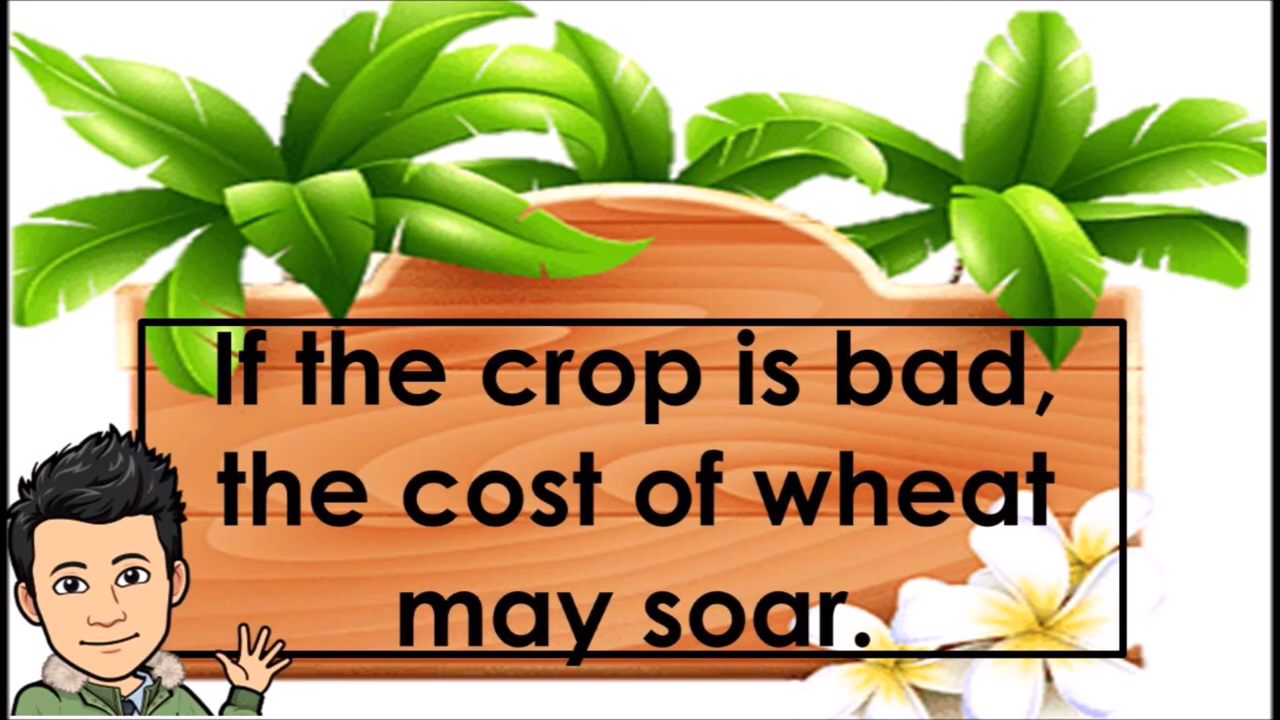 If the crop is bad,
the cost of wheat
may soar.